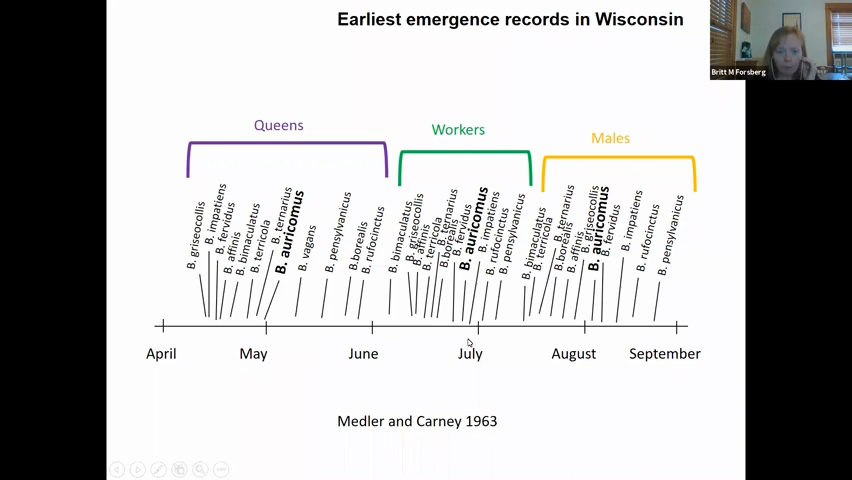 Earliest emergence records in Wisconsin
Britt M Forsberg
Queens
Workers
Males
B. griseocollis
B. impatiens
B. fervidus
B. affinis
B. bimaculatus
B. terricola
B. ternarius
B. auricomus
B. vagans
B. pensylvanicus
B.borealis
B. rufocinctus
B. bimaculatus
B. griseocollis
B. affinis
B. terricola
B. ternarius
B.borealis
B. fervidus
B. auricomus
B. impatiens
B. rufocinctus
B. pensylvanicus
B. bimaculatus
B. terricola
B. ternarius
B.borealis
B. affinis
B. griseocollis
B. auricomus
B. fervidus
B. impatiens
B. rufocinctus
B. pensylvanicus
April
May
June
July
August
September
Medler and Carney 1963